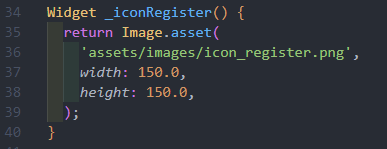 34 Widget _iconRegister() {
35   return Image.asset(
36     'assets/images/icon_register.png',
37     width: 150.0,
38     height: 150.0,
39   );
40 }